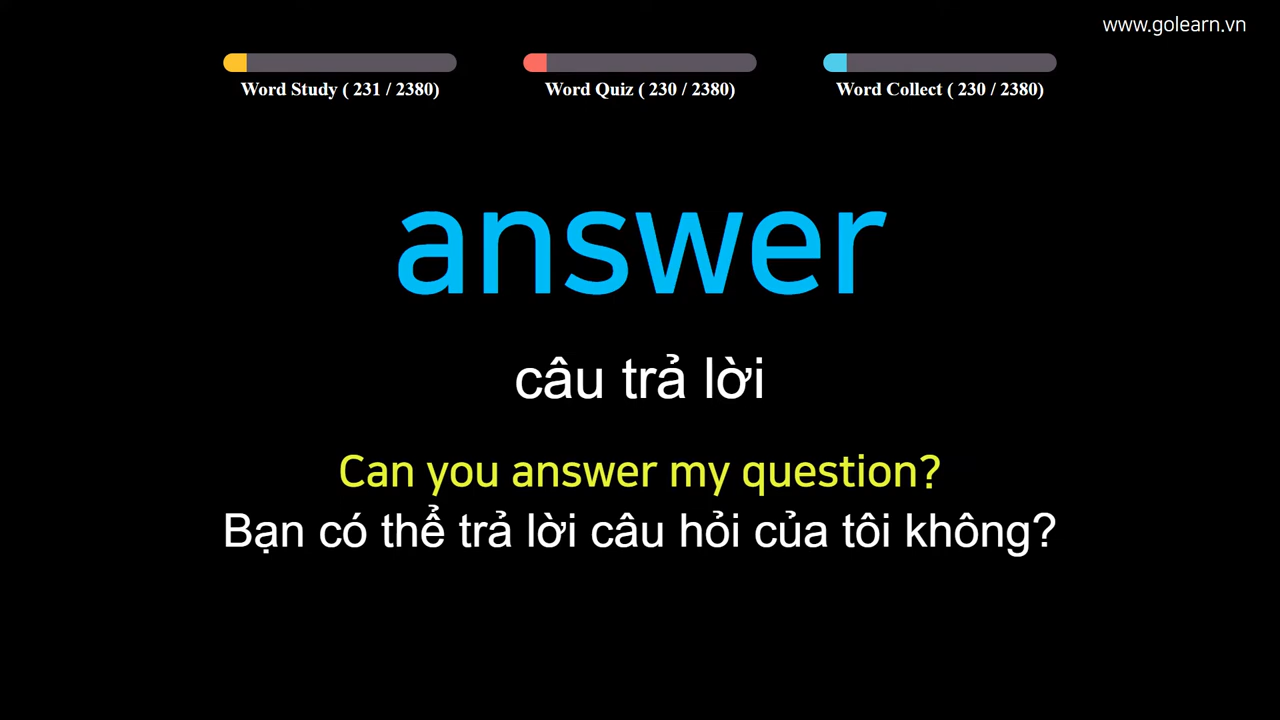 www.golearn.vn
Word Study ( 231 / 2380)
Word Quiz ( 230 / 2380)
Word Collect ( 230 / 2380)
answer
câu trả lời
Can you answer my question?
Bạn có thể trả lời câu hỏi của tôi không?